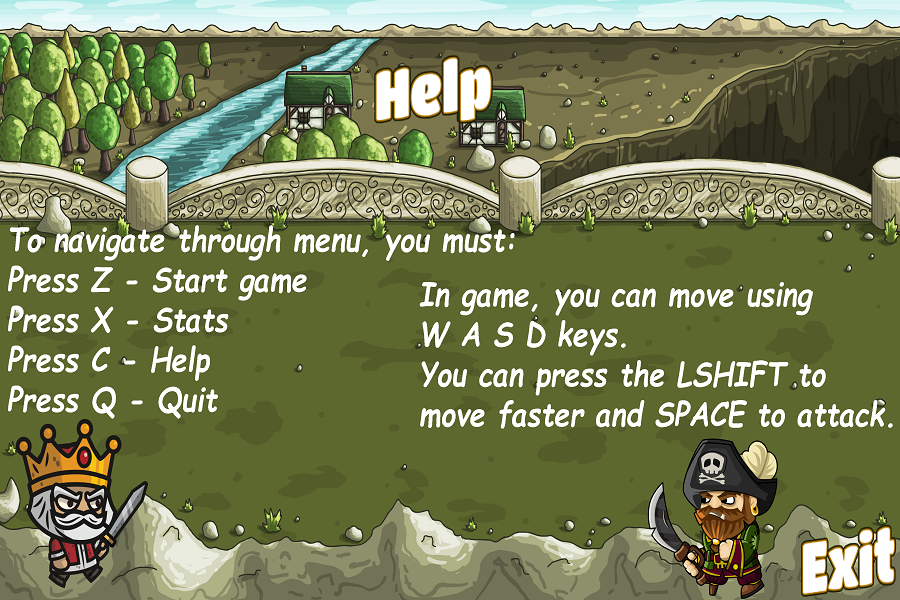 Help
To navigate through menu, you must:
Press Z - Start game
Press X - Stats
Press C - Help
Press Q - Quit
In game, you can move using
W A S D keys.
You can press the LSHIFT to
move faster and SPACE to attack.
Exit